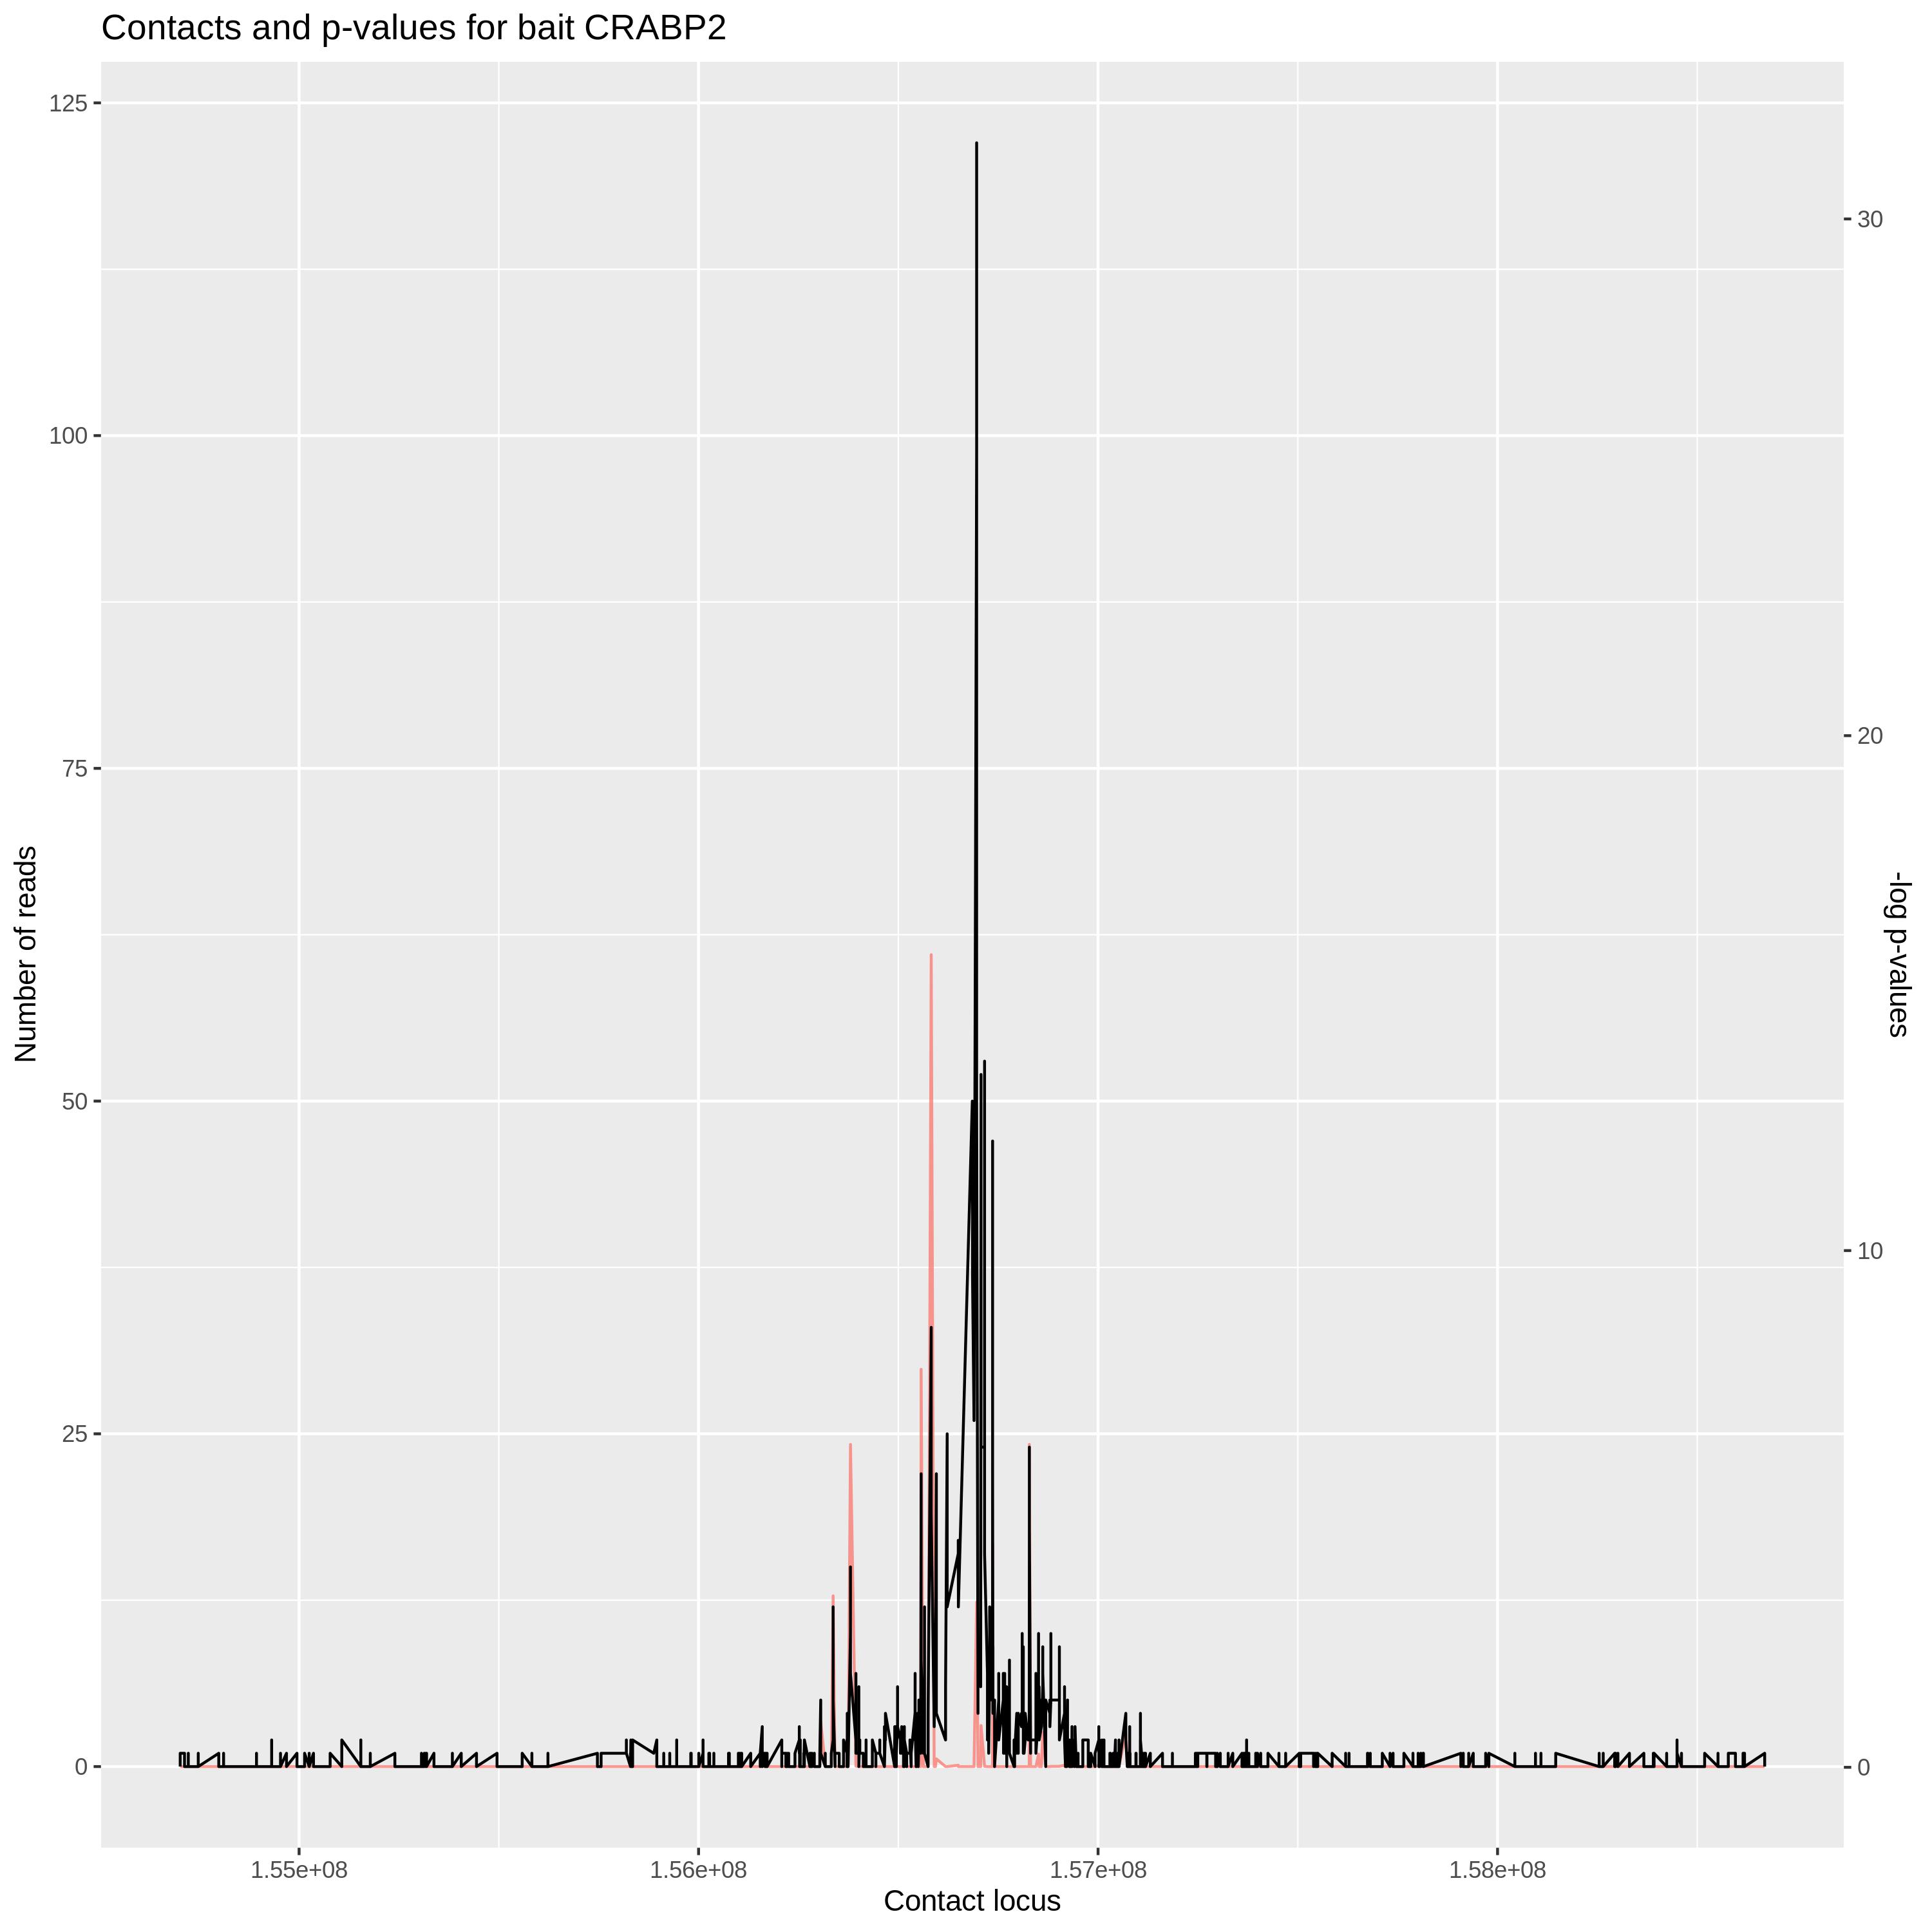 Contacts and p-values for bait CRABP2
125
100
75
50
25
0
30
20
10
0
Number of reads
-log p-values
1.55e+08
1.56e+08
1.57e+08
1.58e+08
Contact locus